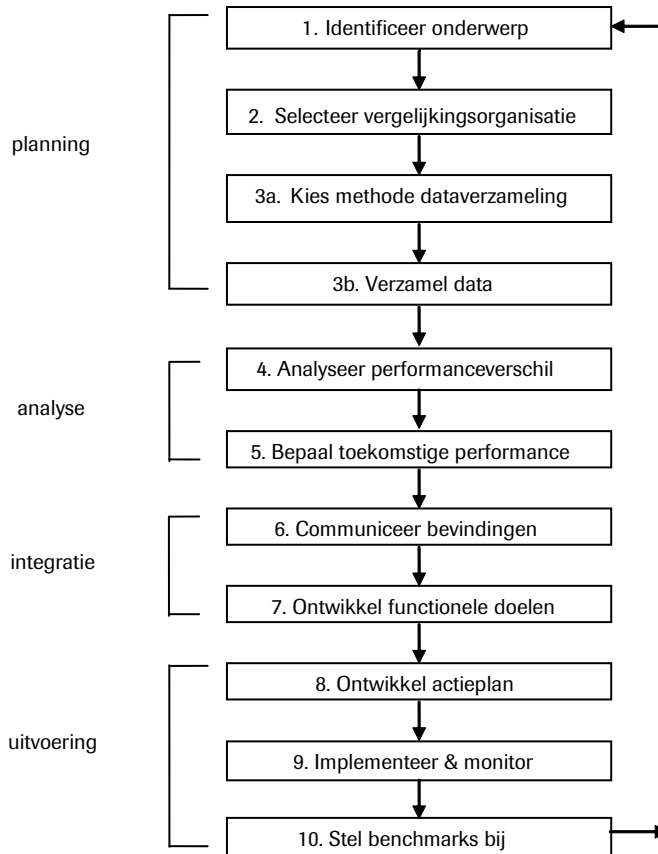 1. Identificeer onderwerp
2. Selecteer vergelijkingsorganisatie
planning
3a. Kies methode dataverzameling
3b. Verzamel data
4. Analyseer performanceverschil
analyse
5. Bepaal toekomstige performance
6. Communiceer bevindingen
integratie
7. Ontwikkel functionele doelen
8. Ontwikkel actieplan
uitvoering
9. Implementeer & monitor
10. Stel benchmarks bij